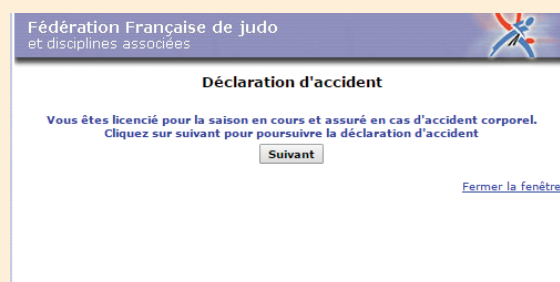 Fédération Française de judo
et disciplines associées
Déclaration d'accident
Vous êtes licencié pour la saison en cours et assuré en cas d'accident corporel.
Cliquez sur suivant pour poursuivre la déclaration d'accident
Suivant
Fermer la fenêtre